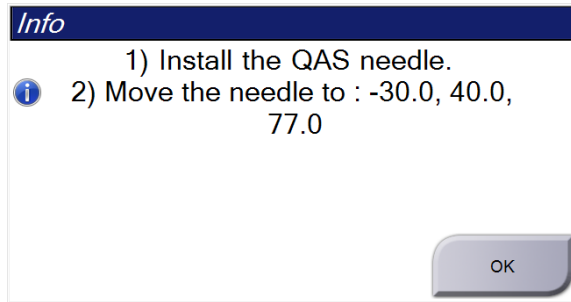 Info
1) Install the QAS needle.
2) Move the needle to : -30.0, 40.0,
77.0
OK